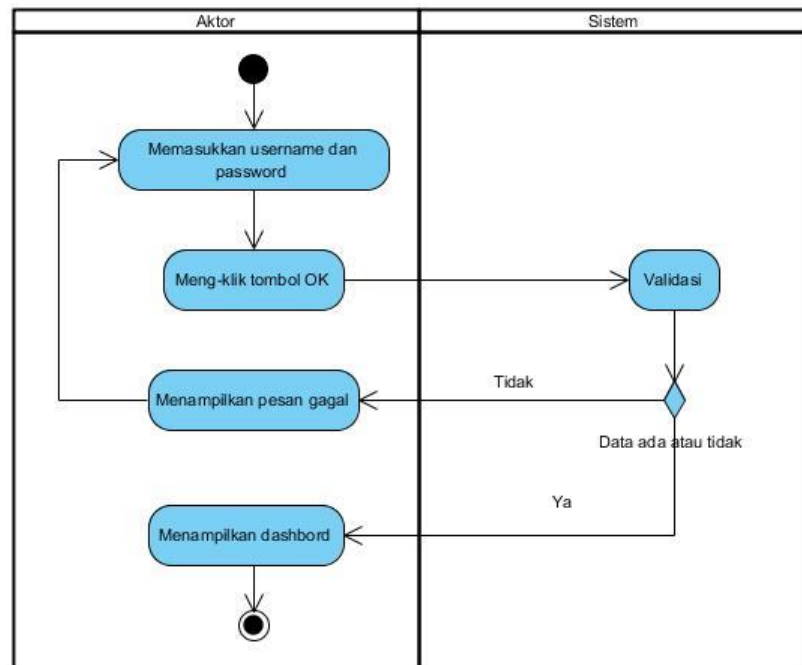 Aktor
Sistem
Memasukkan username dan
password
Meng-klik tombol OK
Validasi
Menampilkan pesan gagal
Tidak
Data ada atau tidak
Ya
Menampilkan dashbord